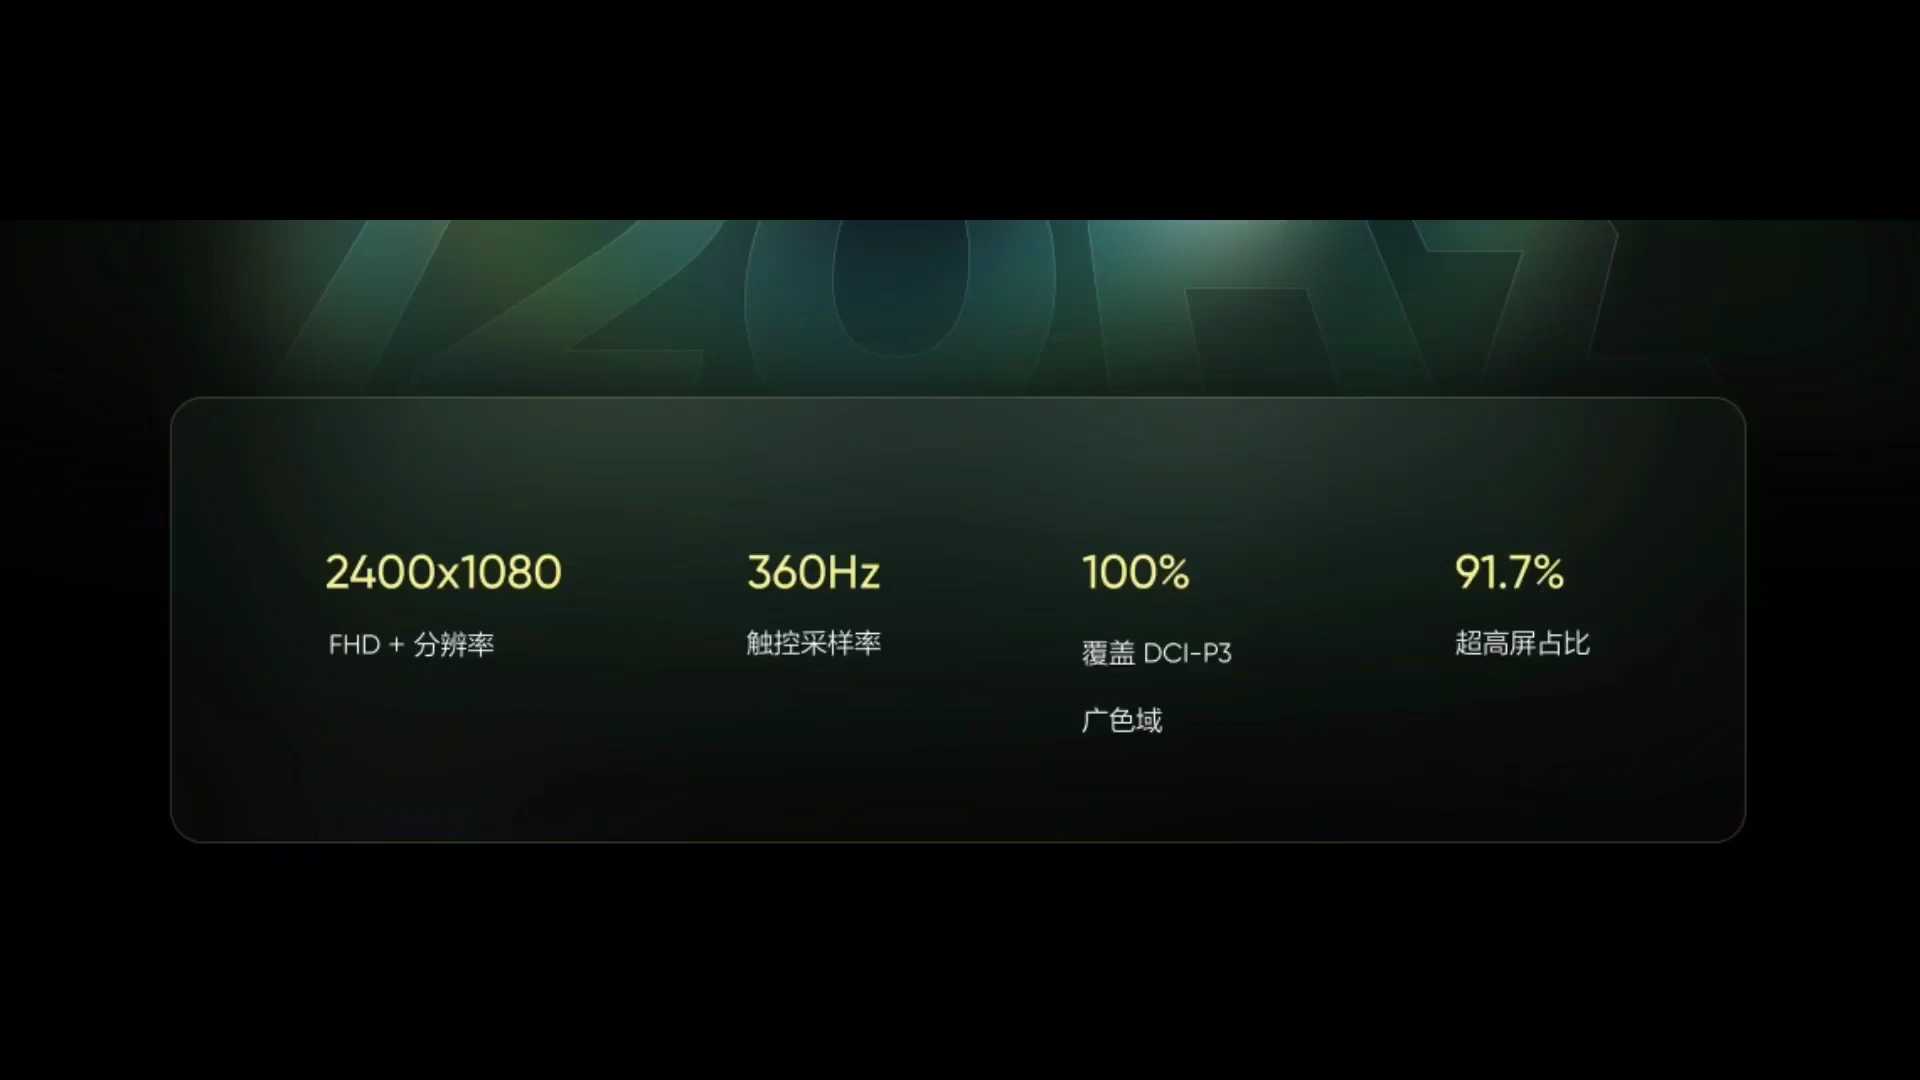 120Hz
2400x1080
FHD + 分辨率
360Hz
触控采样率
100%
覆盖 DCI-P3
广色域
91.7%
超高屏占比